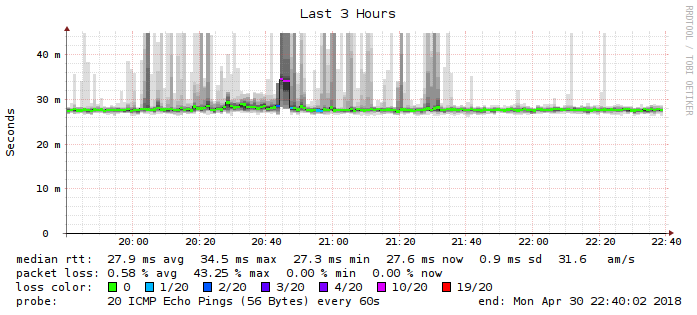 Last 3 Hours
RRDTOOL / TOBI OETIKER
Seconds
40 m
30 m
20 m
10 m
0
20:00 20:20 20:40 21:00 21:20 21:40 22:00 22:20 22:40
median rtt: 27.9 ms avg 34.5 ms max 27.3 ms min 27.6 ms now 0.9 ms sd 31.6 am/s
packet loss: 0.58 % avg 43.25 % max 0.00 % min 0.00 % now
loss color: 0 1/20 2/20 3/20 4/20 10/20 19/20
probe: 20 ICMP Echo Pings (56 Bytes) every 60s end: Mon Apr 30 22:40:02 2018